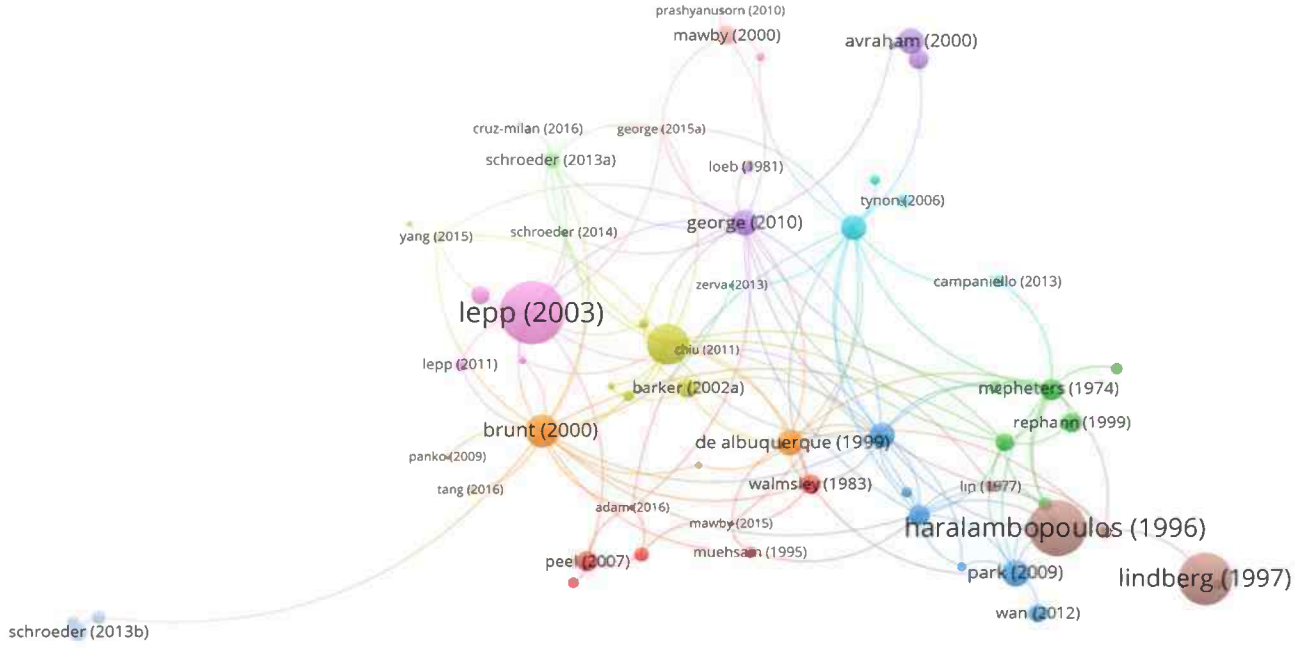 prashyanusorn (2010)
mawby (2000)
avraham (2000)
cruz-milan (2016)
george (2015a)
schroeder (2013a)
loeb (1981)
tynon (2006)
george (2010)
schroeder (2014)
yang (2015)
zerva (2013)
campaniello (2013)
lepp (2003)
chiu (2011)
lepp (2011)
barker (2002a)
mcpheters (1974)
rephann (1999)
brunt (2000)
de albuquerque (1999)
panko (2009)
walmsley (1983)
lip (1977)
tang (2016)
adam (2016)
mawby (2015)
haralambopoulos (1996)
muehsam (1995)
peel (2007)
park (2009)
lindberg (1997)
wan (2012)
schroeder (2013b)